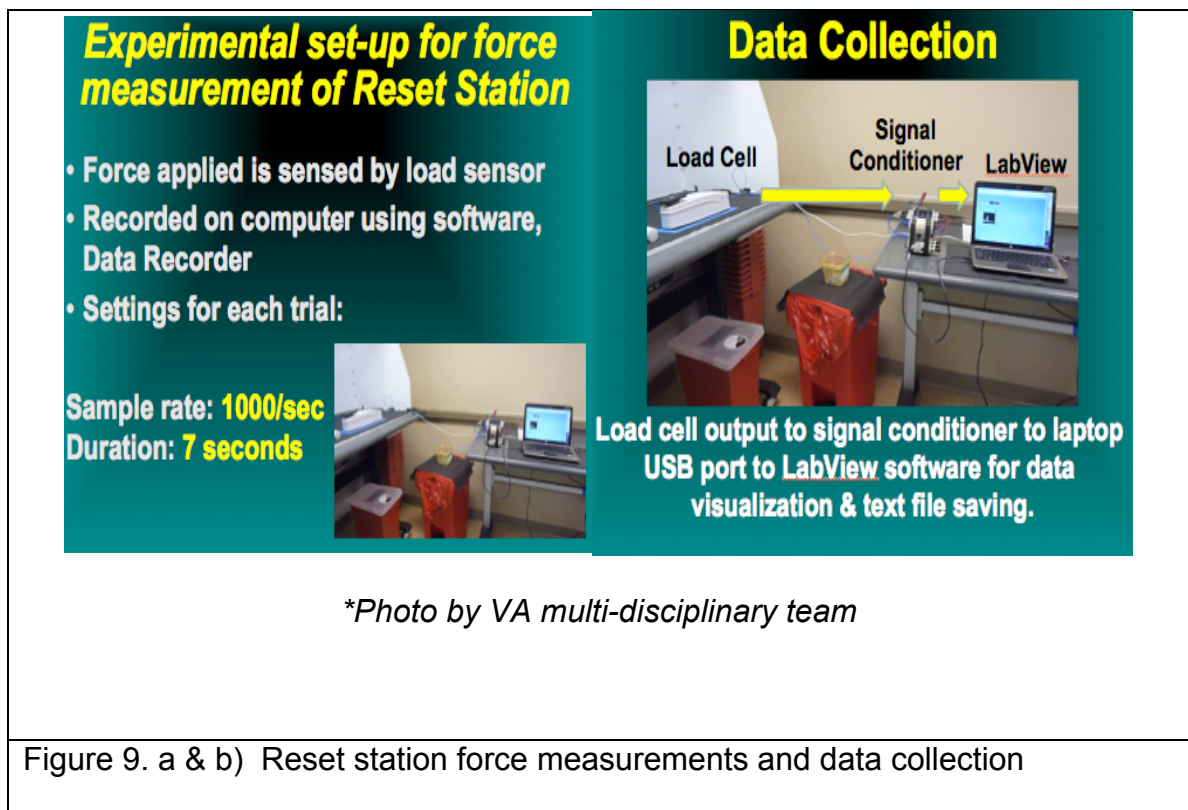 Experimental set-up for force
measurement of Reset Station
• Force applied is sensed by load sensor
• Recorded on computer using software,
Data Recorder
• Settings for each trial:
Sample rate: 1000/sec
Duration: 7 seconds
Data Collection
Load Cell
Signal
Conditioner
LabView
Load cell output to signal conditioner to laptop
USB port to LabView software for data
visualization & text file saving.
*Photo by VA multi-disciplinary team
Figure 9. a & b)  Reset station force measurements and data collection